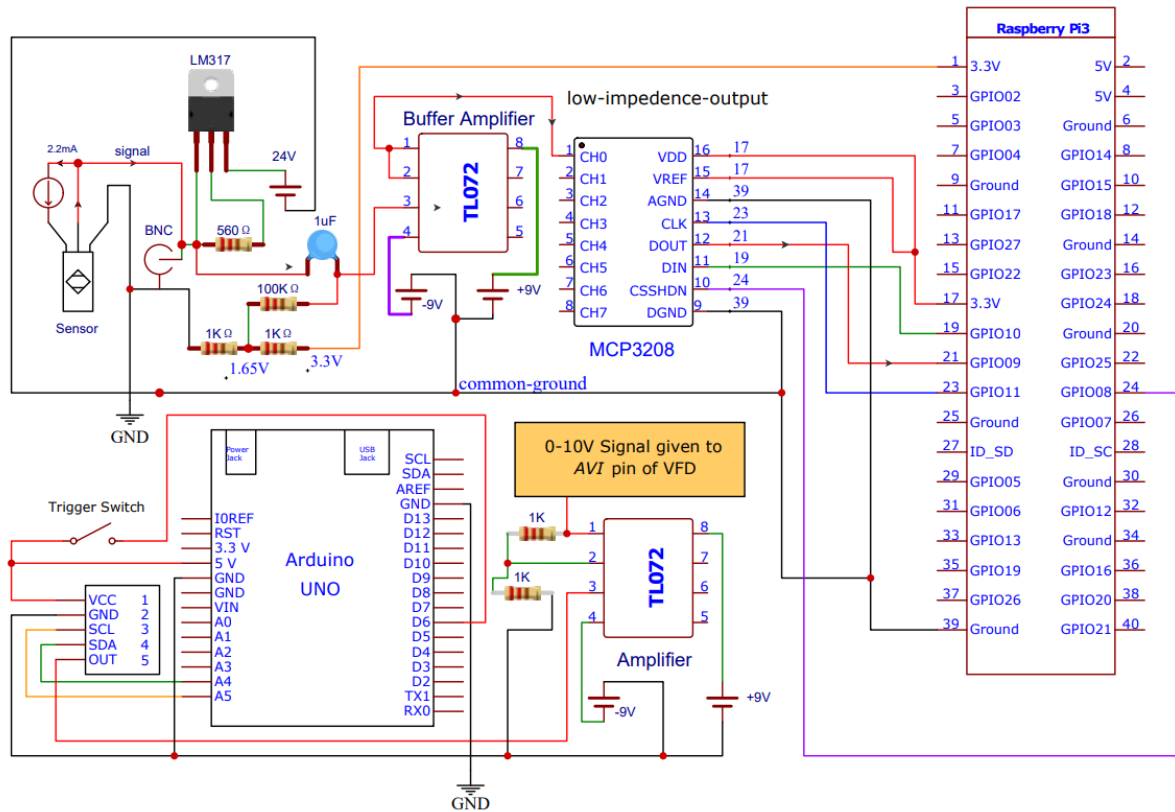 Raspberry Pi3
LM317
2.2mA
signal
24V
BNC
560 Ω
1uF
100KΩ
1KΩ
1KΩ
1.65V
3.3V
Sensor
GND
Buffer Amplifier
TL072
1
2
3
4
8
7
6
5
-9V
+9V
common-ground
low-impedence-output
1 CH0
2 CH1
3 CH2
4 CH3
5 CH4
6 CH5
7 CH6
8 CH7
VDD 16 17
VREF 15 17
AGND 14 39
CLK 13 23
DOUT 12 21
DIN 11 19
CSSHDN 10 24
DGND 9 39
MCP3208
1 3.3V 5V 2
3 GPIO02 5V 4
5 GPIO03 Ground 6
7 GPIO04 GPIO14 8
9 Ground GPIO15 10
11 GPIO17 GPIO18 12
13 GPIO27 Ground 14
15 GPIO22 GPIO23 16
17 3.3V GPIO24 18
19 GPIO10 Ground 20
21 GPIO09 GPIO25 22
23 GPIO11 GPIO08 24
25 Ground GPIO07 26
27 ID_SD ID_SC 28
29 GPIO05 Ground 30
31 GPIO06 GPIO12 32
33 GPIO13 Ground 34
35 GPIO19 GPIO16 36
37 GPIO26 GPIO20 38
39 Ground GPIO21 40
Trigger Switch
VCC 1
GND 2
SCL 3
SDA 4
OUT 5
Power
Jack
USB
Jack
Arduino
UNO
I0REF
RST
3.3 V
5 V
GND
GND
VIN
A0
A1
A2
A3
A4
A5
SCL
SDA
AREF
GND
D13
D12
D11
D10
D9
D8
D7
D6
D5
D4
D3
D2
TX1
RX0
GND
0-10V Signal given to
AVI pin of VFD
1K
1K
TL072
1
2
3
4
8
7
6
5
Amplifier
-9V
+9V